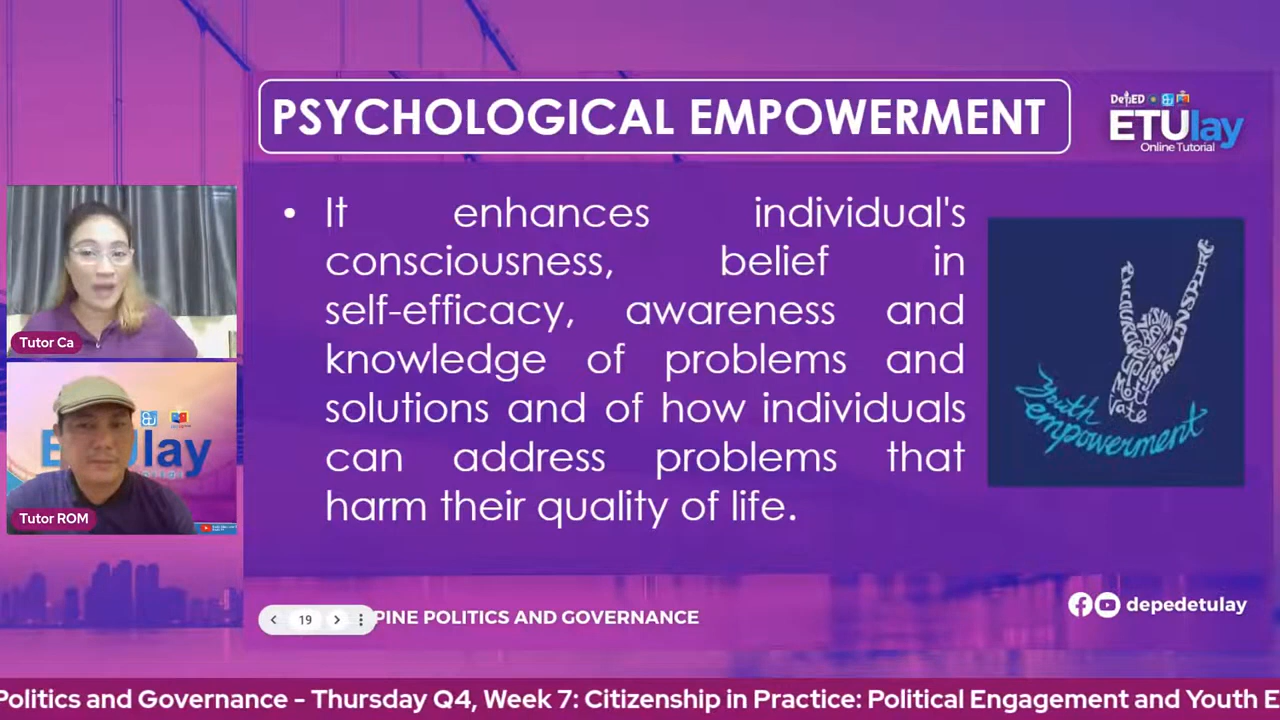 PSYCHOLOGICAL EMPOWERMENT
DepED
ETUlay
Online Tutorial
• It enhances individual's
consciousness, belief in
self-efficacy, awareness and
knowledge of problems and
solutions and of how individuals
can address problems that
harm their quality of life.
INSPIRE
Youth
empowerment
Tutor Ca
lay
Tutor ROM
19
PINE POLITICS AND GOVERNANCE
depedetulay
Politics and Governance - Thursday Q4, Week 7: Citizenship in Practice: Political Engagement and Youth E